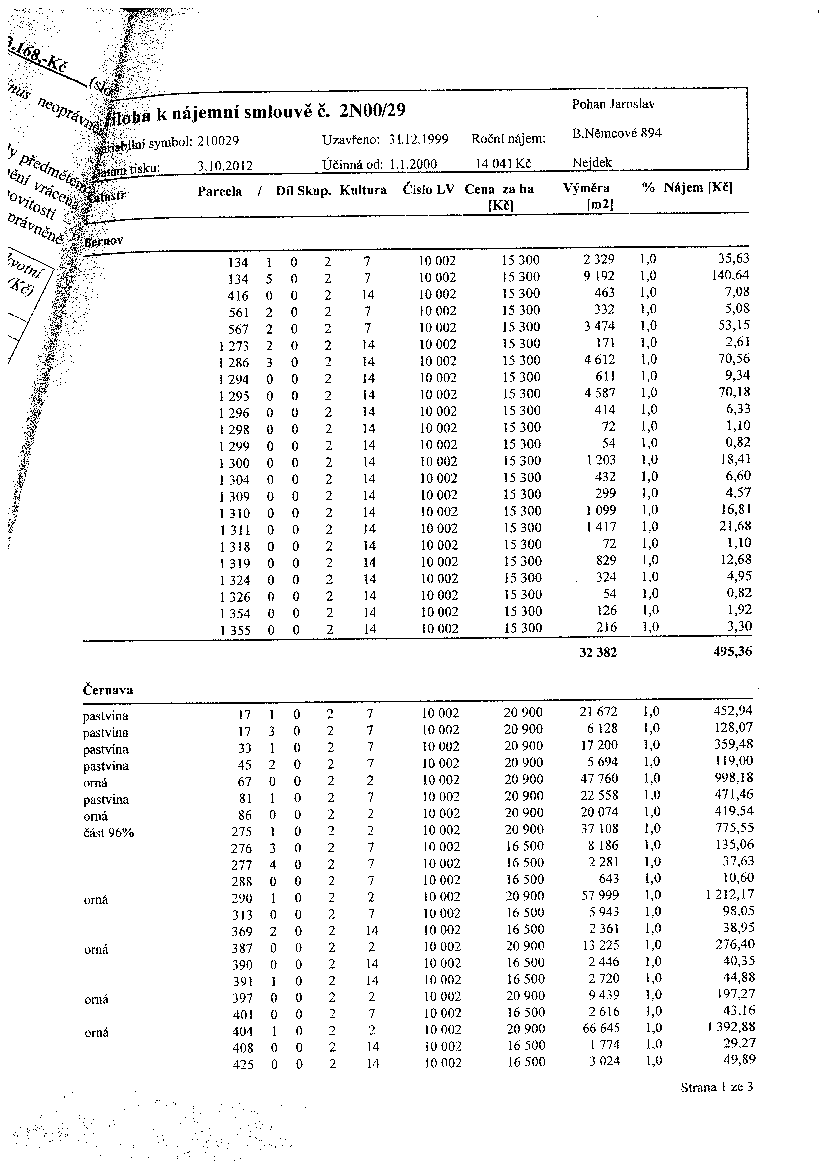 3.168,-Kč
neoprávně
předmětem
vrácena
ovitosti
právněně
(Kč)
loha k nájemní smlouvě č. 2N00/29 Pohan Jaroslav
symbol: 210029 Uzavřeno: 31.12.1999 Roční nájem: B.Němcové 894
tisku: 3.10.2012 Účinná od: 1.1.2000 14 041 Kč Nejdek
Katastr Parcela / Díl Skup. Kultura Číslo LV Cena za ha Výměra % Nájem [Kč]
[Kč] [m2]
Bernov
134 1 0 2 7 10 002 15 300 2 329 1,0 35,63
134 5 0 2 7 10 002 15 300 9 192 1,0 140,64
416 0 0 2 14 10 002 15 300 463 1,0 7,08
561 2 0 2 7 10 002 15 300 332 1,0 5,08
567 2 0 2 7 10 002 15 300 3 474 1,0 53,15
1 273 2 0 2 14 10 002 15 300 171 1,0 2,61
1 286 3 0 2 14 10 002 15 300 4 612 1,0 70,56
1 294 0 0 2 14 10 002 15 300 611 1,0 9,34
1 295 0 0 2 14 10 002 15 300 4 587 1,0 70,18
1 296 0 0 2 14 10 002 15 300 414 1,0 6,33
1 298 0 0 2 14 10 002 15 300 72 1,0 1,10
1 299 0 0 2 14 10 002 15 300 54 1,0 0,82
1 300 0 0 2 14 10 002 15 300 1 203 1,0 18,41
1 304 0 0 2 14 10 002 15 300 432 1,0 6,60
1 309 0 0 2 14 10 002 15 300 299 1,0 4,57
1 310 0 0 2 14 10 002 15 300 1 099 1,0 16,81
1 311 0 0 2 14 10 002 15 300 1 417 1,0 21,68
1 318 0 0 2 14 10 002 15 300 72 1,0 1,10
1 319 0 0 2 14 10 002 15 300 829 1,0 12,68
1 324 0 0 2 14 10 002 15 300 324 1,0 4,95
1 326 0 0 2 14 10 002 15 300 54 1,0 0,82
1 354 0 0 2 14 10 002 15 300 126 1,0 1,92
1 355 0 0 2 14 10 002 15 300 216 1,0 3,30
32 382 495,36
Černava
pastvina 17 1 0 2 7 10 002 20 900 21 672 1,0 452,94
pastvina 17 3 0 2 7 10 002 20 900 6 128 1,0 128,07
pastvina 33 1 0 2 7 10 002 20 900 17 200 1,0 359,48
pastvina 45 2 0 2 7 10 002 20 900 5 694 1,0 119,00
orná 67 0 0 2 2 10 002 20 900 47 760 1,0 998,18
pastvina 81 1 0 2 7 10 002 20 900 22 558 1,0 471,46
orná 86 0 0 2 2 10 002 20 900 20 074 1,0 419,54
část 96% 275 1 0 2 2 10 002 20 900 37 108 1,0 775,55
276 3 0 2 7 10 002 16 500 8 186 1,0 135,06
277 4 0 2 7 10 002 16 500 2 281 1,0 37,63
288 0 0 2 7 10 002 16 500 643 1,0 10,60
orná 290 1 0 2 2 10 002 20 900 57 999 1,0 1 212,17
313 0 0 2 7 10 002 16 500 5 943 1,0 98,05
369 2 0 2 14 10 002 16 500 2 361 1,0 38,95
orná 387 0 0 2 2 10 002 20 900 13 225 1,0 276,40
390 0 0 2 14 10 002 16 500 2 446 1,0 40,35
391 1 0 2 14 10 002 16 500 2 720 1,0 44,88
orná 397 0 0 2 2 10 002 20 900 9 439 1,0 197,27
401 0 0 2 7 10 002 16 500 2 616 1,0 43,16
orná 404 1 0 2 2 10 002 20 900 66 645 1,0 1 392,88
408 0 0 2 14 10 002 16 500 1 774 1,0 29,27
425 0 0 2 14 10 002 16 500 3 024 1,0 49,89
Strana 1 ze 3